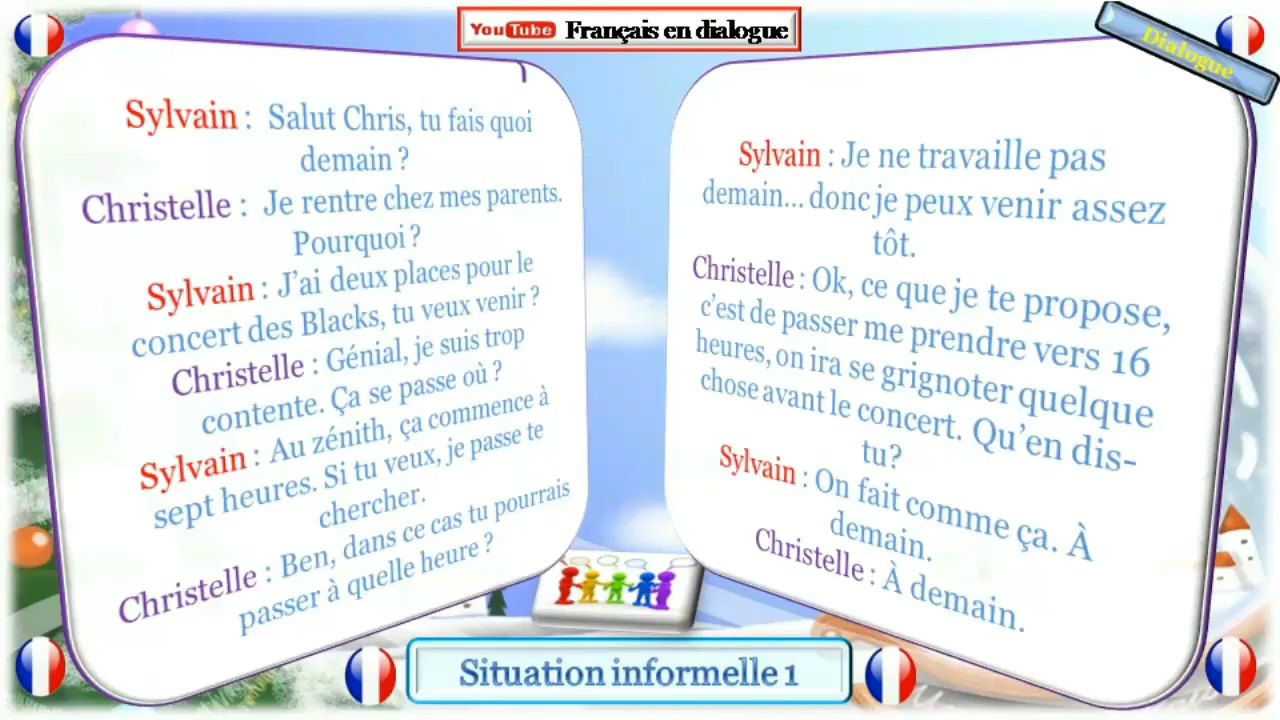 YouTube Français en dialogue
Dialogue
Sylvain : Salut Chris, tu fais quoi
demain ?
Christelle : Je rentre chez mes parents.
Pourquoi ?
Sylvain : J'ai deux places pour le
concert des Blacks, tu veux venir ?
Christelle : Génial, je suis trop
contente. Ça se passe où ?
Sylvain : Au zénith, ça commence à
sept heures. Si tu veux, je passe te
chercher.
Christelle : Ben, dans ce cas tu pourrais
passer à quelle heure ?
Sylvain : Je ne travaille pas
demain... donc je peux venir assez
tôt.
Christelle : Ok, ce que je te propose,
c'est de passer me prendre vers 16
heures, on ira se grignoter quelque
chose avant le concert. Qu'en dis-
tu?
Sylvain : On fait comme ça. À
demain.
Christelle : À demain.
Situation informelle 1